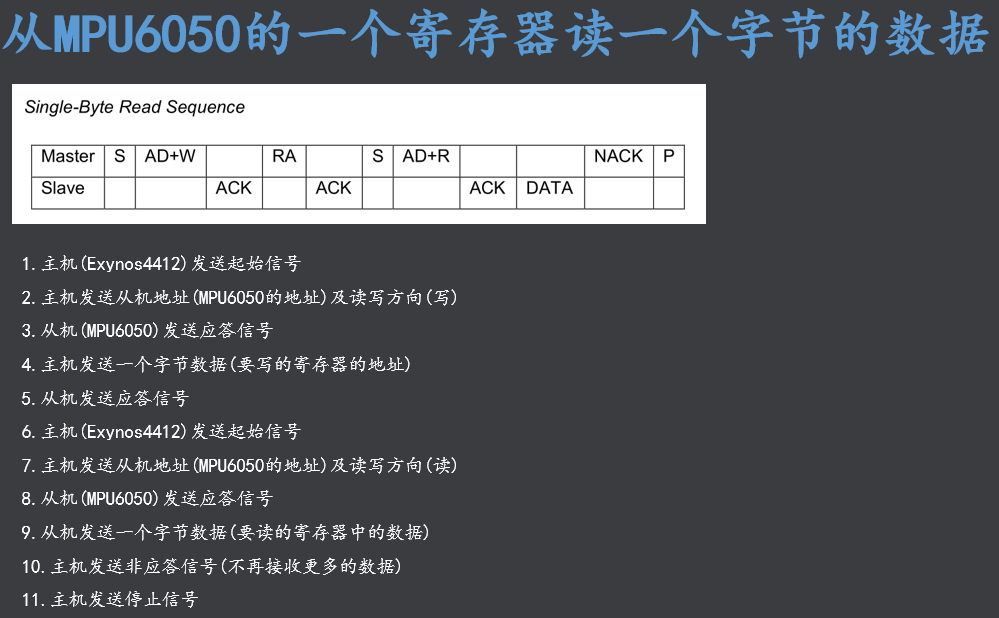 从MPU6050的一个寄存器读一个字节的数据
Single-Byte Read Sequence
Master S AD+W RA S AD+R NACK P
Slave ACK ACK ACK DATA
1.主机(Exynos4412)发送起始信号
2.主机发送从机地址(MPU6050的地址)及读写方向(写)
3.从机(MPU6050)发送应答信号
4.主机发送一个字节数据(要写的寄存器的地址)
5.从机发送应答信号
6.主机(Exynos4412)发送起始信号
7.主机发送从机地址(MPU6050的地址)及读写方向(读)
8.从机(MPU6050)发送应答信号
9.从机发送一个字节数据(要读的寄存器中的数据)
10.主机发送非应答信号(不再接收更多的数据)
11.主机发送停止信号